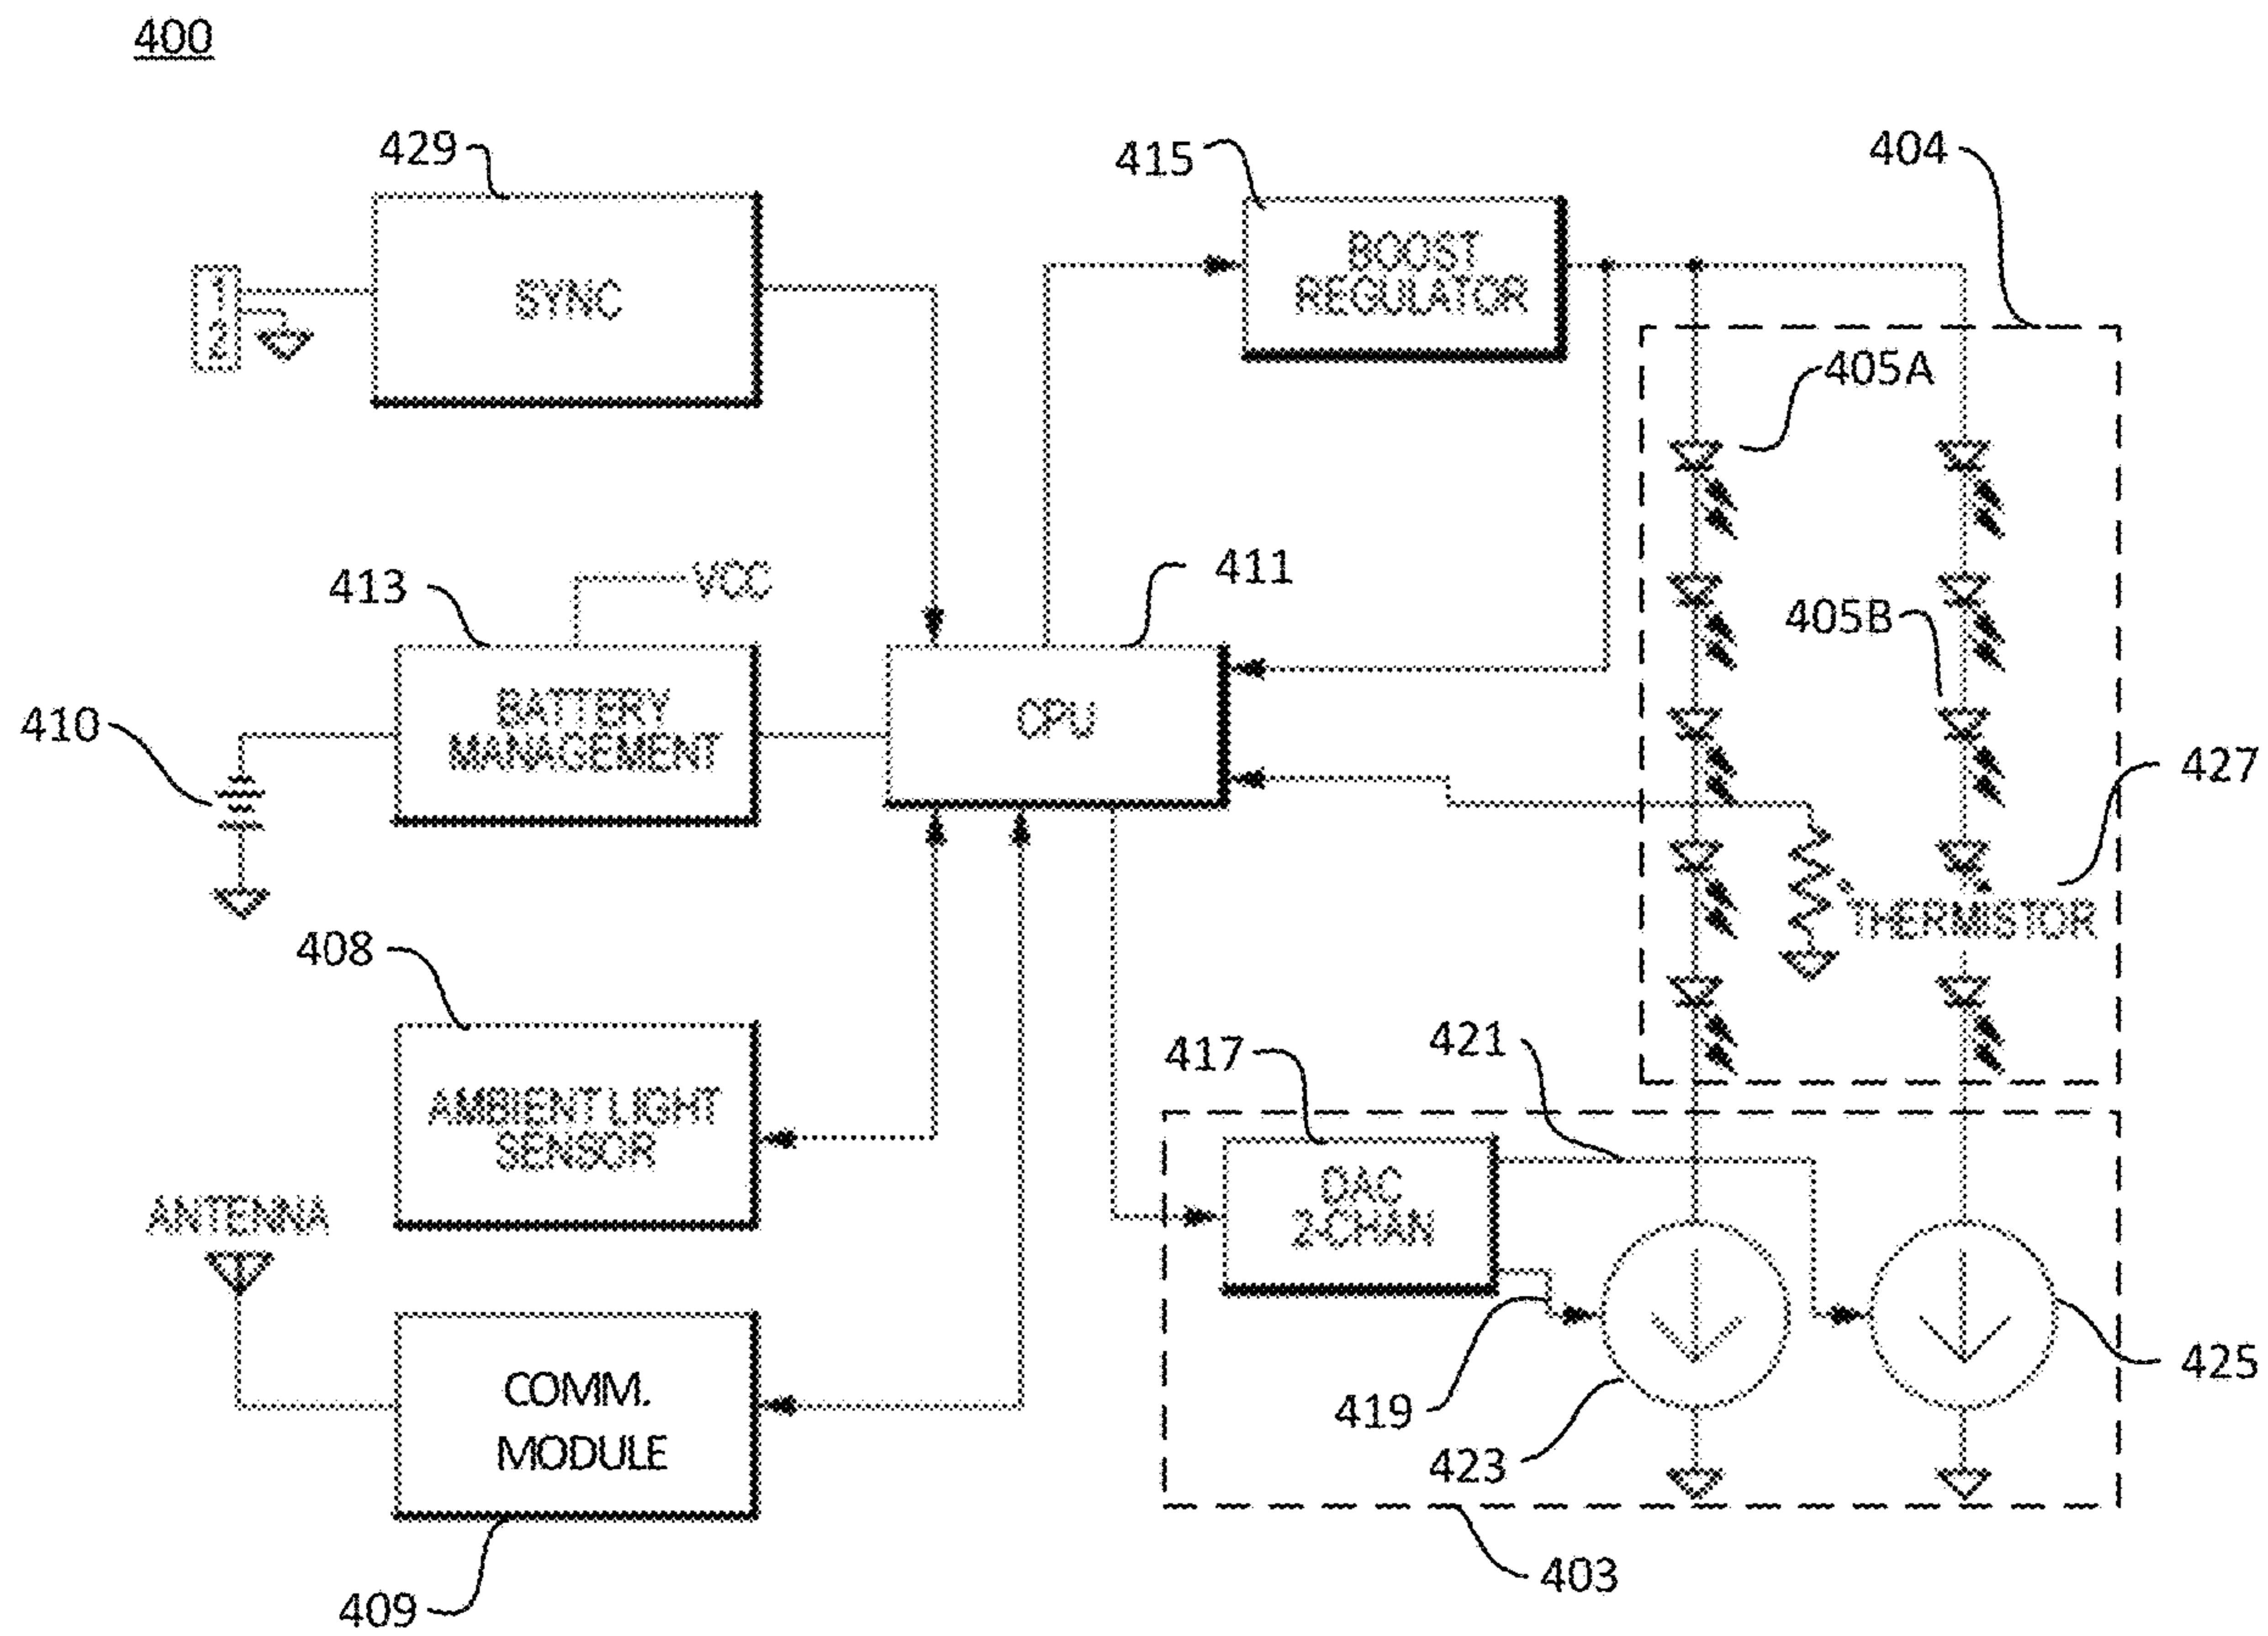 400
429
SYNC
1
2
415
BOOST
REGULATOR
404
405A
405B
413
VCC
BATTERY
MANAGEMENT
410
411
CPU
427
THERMISTOR
408
AMBIENT LIGHT
SENSOR
ANTENNA
COMM.
MODULE
409
417
DAC
2-CHAN
421
419
423
425
403